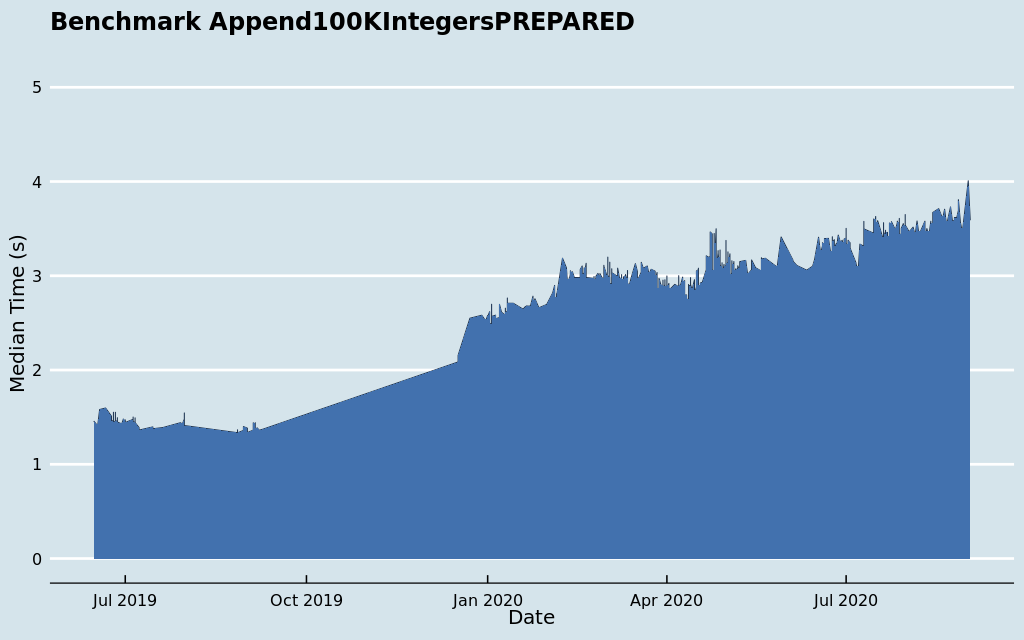 Benchmark Append100KIntegersPREPARED
5
4
3
2
1
0
Median Time (s)
Jul 2019 Oct 2019 Jan 2020 Apr 2020 Jul 2020
Date